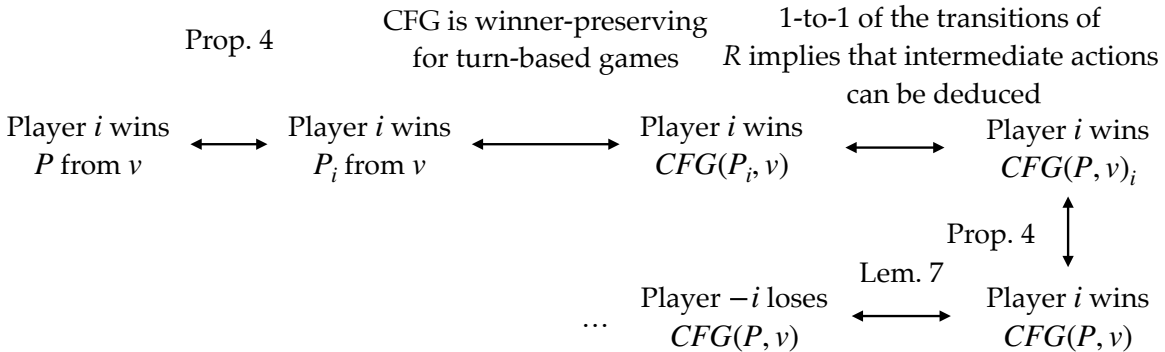 Prop. 4
CFG is winner-preserving
for turn-based games
1-to-1 of the transitions of
R implies that intermediate actions
can be deduced
Player i wins
P from v
Player i wins
P_i from v
Player i wins
CFG(P_i, v)
Player i wins
CFG(P, v)_i
Prop. 4
Lem. 7
...
Player −i loses
CFG(P, v)
Player i wins
CFG(P, v)